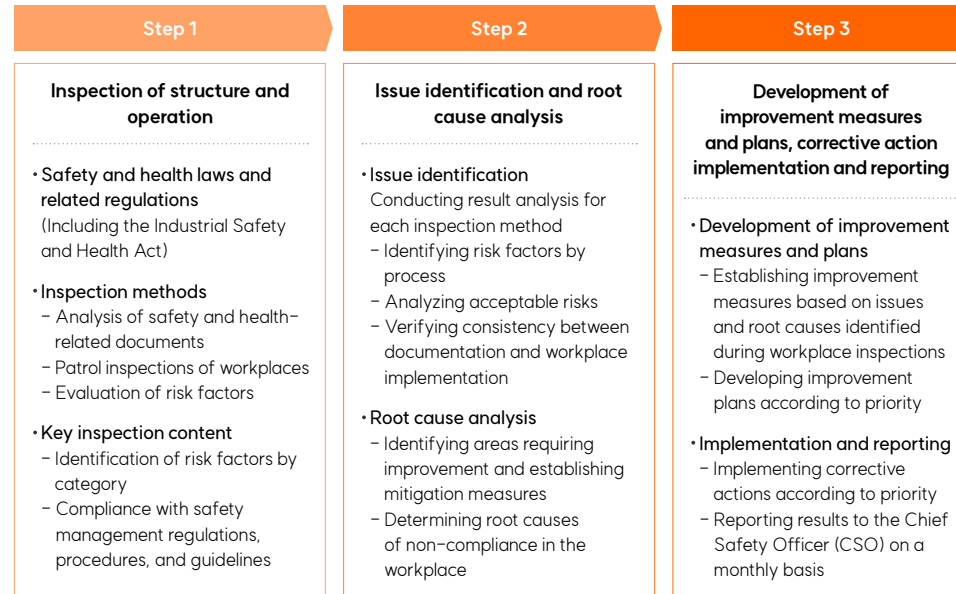 Step 1
Inspection of structure and
operation
• Safety and health laws and
related regulations
(Including the Industrial Safety
and Health Act)
• Inspection methods
– Analysis of safety and health–
related documents
– Patrol inspections of workplaces
– Evaluation of risk factors
• Key inspection content
– Identification of risk factors by
category
– Compliance with safety
management regulations,
procedures, and guidelines
Step 2
Issue identification and root
cause analysis
• Issue identification
Conducting result analysis for
each inspection method
– Identifying risk factors by
process
– Analyzing acceptable risks
– Verifying consistency between
documentation and workplace
implementation
• Root cause analysis
– Identifying areas requiring
improvement and establishing
mitigation measures
– Determining root causes
of non–compliance in the
workplace
Step 3
Development of
improvement measures
and plans, corrective action
implementation and reporting
• Development of improvement
measures and plans
– Establishing improvement
measures based on issues
and root causes identified
during workplace inspections
– Developing improvement
plans according to priority
• Implementation and reporting
– Implementing corrective
actions according to priority
– Reporting results to the Chief
Safety Officer (CSO) on a
monthly basis